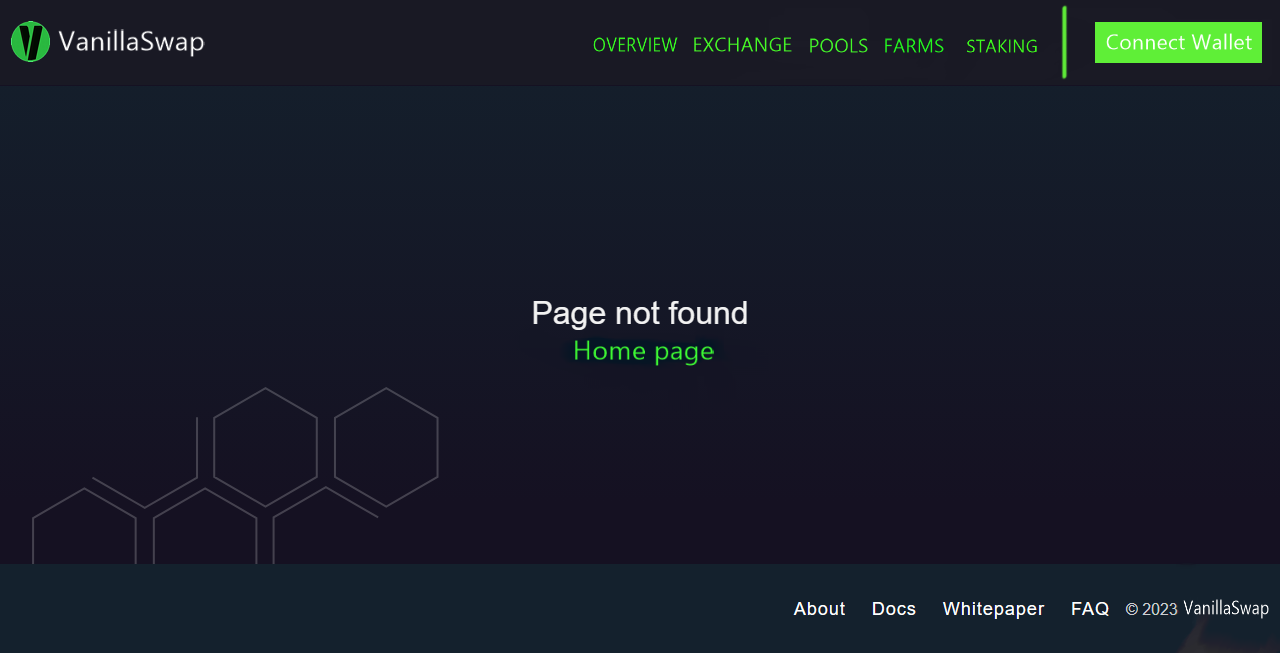 VanillaSwap
OVERVIEW EXCHANGE POOLS FARMS STAKING Connect Wallet
Page not found
Home page
About Docs Whitepaper FAQ © 2023 VanillaSwap